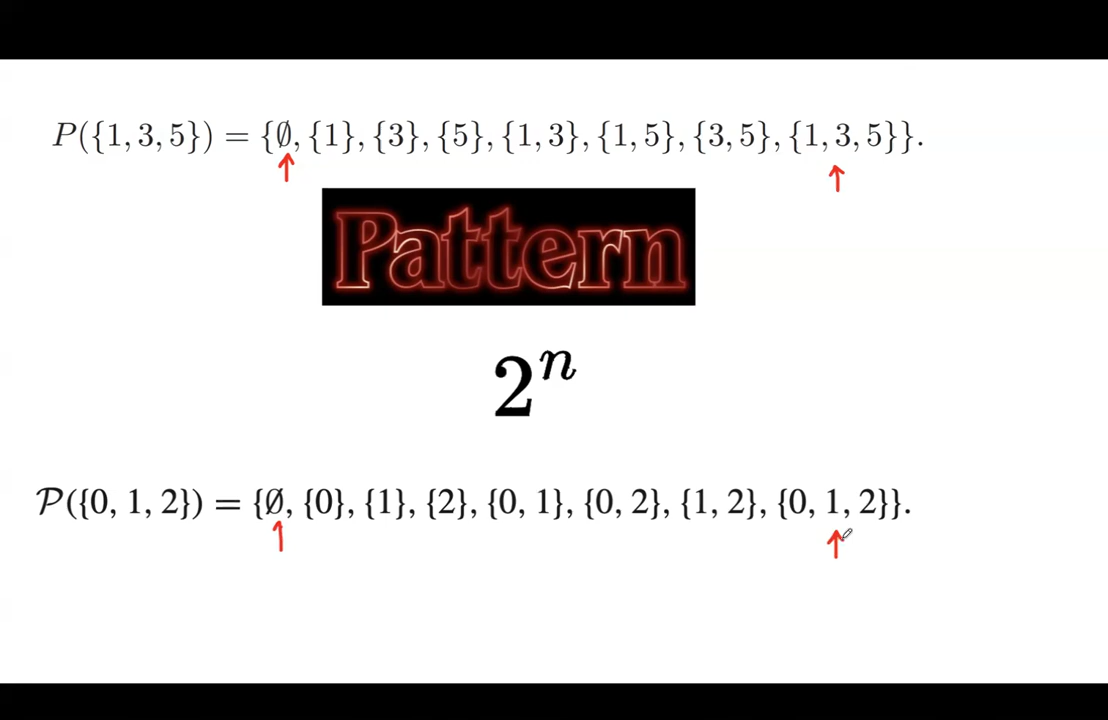 P({1, 3, 5}) = {∅, {1}, {3}, {5}, {1, 3}, {1, 5}, {3, 5}, {1, 3, 5}}.
Pattern
2ⁿ
𝒫({0, 1, 2}) = {∅, {0}, {1}, {2}, {0, 1}, {0, 2}, {1, 2}, {0, 1, 2}}.